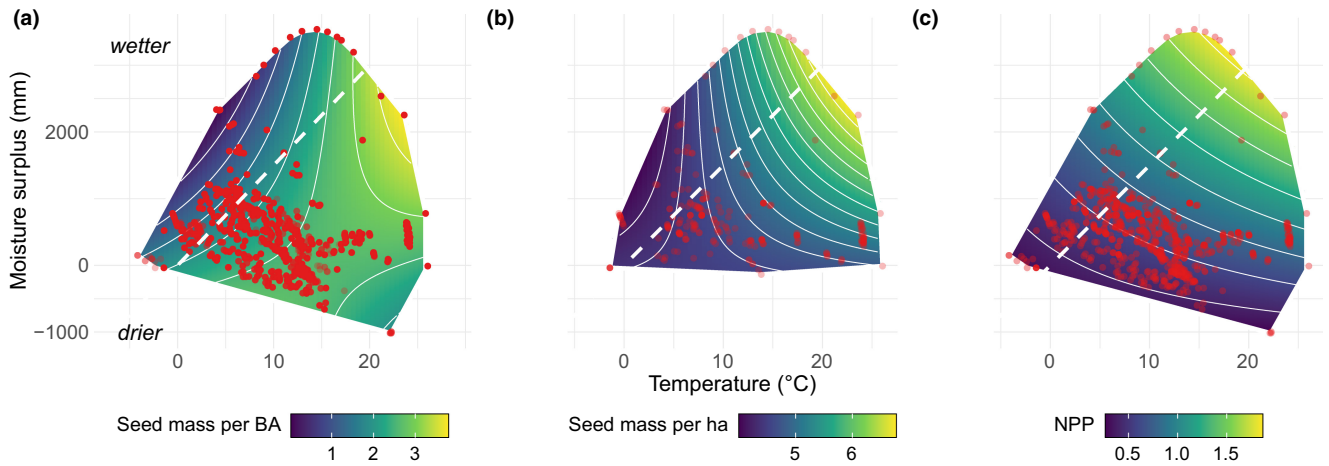 (a)
(b)
(c)
wetter
drier
Moisture surplus (mm)
2000
0
−1000
0 10 20
0 10 20
0 10 20
Temperature (°C)
Seed mass per BA
1 2 3
Seed mass per ha
5 6
NPP
0.5 1.0 1.5